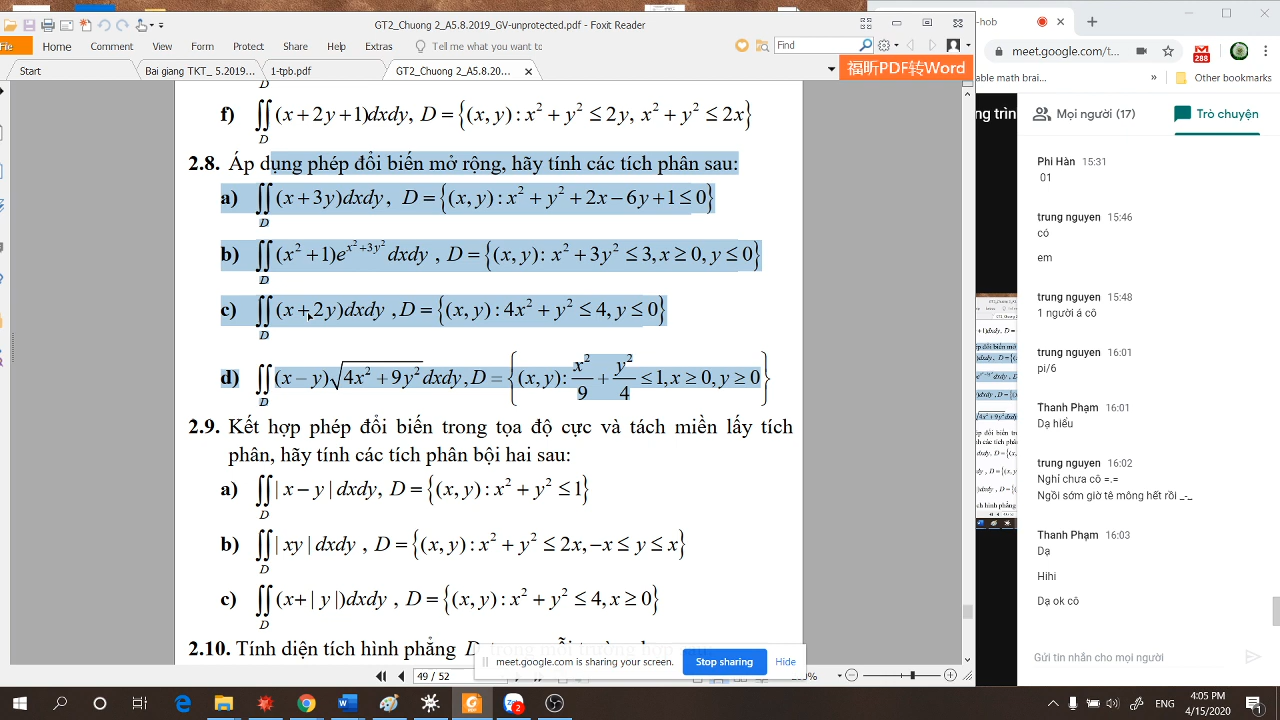 GT2_Chuong 2_A5.8.2019_GV-unprotected.pdf - Foxit Reader
File Home Comment View Form Protect Share Help Extras Tell me what you want to Find
Start Bai giang TKT_T5_2019... 1-tpb.pdf GT2_Chuong 2_A5.8.20... × 福昕PDF转Word
f) ∬_D (x + 2y + 1)dxdy, D = {(x, y) : x² + y² ≤ 2y, x² + y² ≤ 2x}
2.8. Áp dụng phép đổi biến mở rộng, hãy tính các tích phân sau:
a) ∬_D (x + 3y)dxdy, D = {(x, y) : x² + y² + 2x − 6y + 1 ≤ 0}
b) ∬_D (x² + 1)e^(x²+3y²) dxdy , D = {(x, y) : x² + 3y² ≤ 3, x ≥ 0, y ≤ 0}
c) ∬_D (x + 2y)dxdy , D = {(x, y) : 4x² + y² ≤ 4, y ≤ 0}
d) ∬_D (x − y)√(4x² + 9y²) dxdy, D = {(x, y) : x²/9 + y²/4 ≤ 1, x ≥ 0, y ≥ 0}
2.9. Kết hợp phép đổi biến trong tọa độ cực và tách miền lấy tích
phân, hãy tính các tích phân bội hai sau:
a) ∬_D | x − y | dxdy, D = {(x, y) : x² + y² ≤ 1}
b) ∬_D | xy | dxdy , D = {(x, y) : x² + y² ≤ 2x, −x ≤ y ≤ x}
c) ∬_D (x + | y |)dxdy , D = {(x, y) : x² + y² ≤ 4, x ≥ 0}
2.10. Tính diện tích hình phẳng D
meet.google.com is sharing your screen. Stop sharing Hide
49 / 52
-hob
meet.google.com/t...
288
able math brai... » Other bookmarks
ng trìn
Mọi người (17) Trò chuyện
Phi Hàn 15:31
01
trung nguyen 15:46
có
em
trung nguyen 15:48
1 người á cô
trung nguyen 16:01
pi/6
Thanh Phạm 16:01
Dạ hiểu
trung nguyen 16:02
Nghỉ chưa cô =.=
Ngồi sớm giờ tê mông hết rồi _-_
Thanh Phạm 16:03
Dạ
Hihi
Dạ ok cô
Gửi tin nhắn cho mọi người
2
4:05 PM
4/15/2020